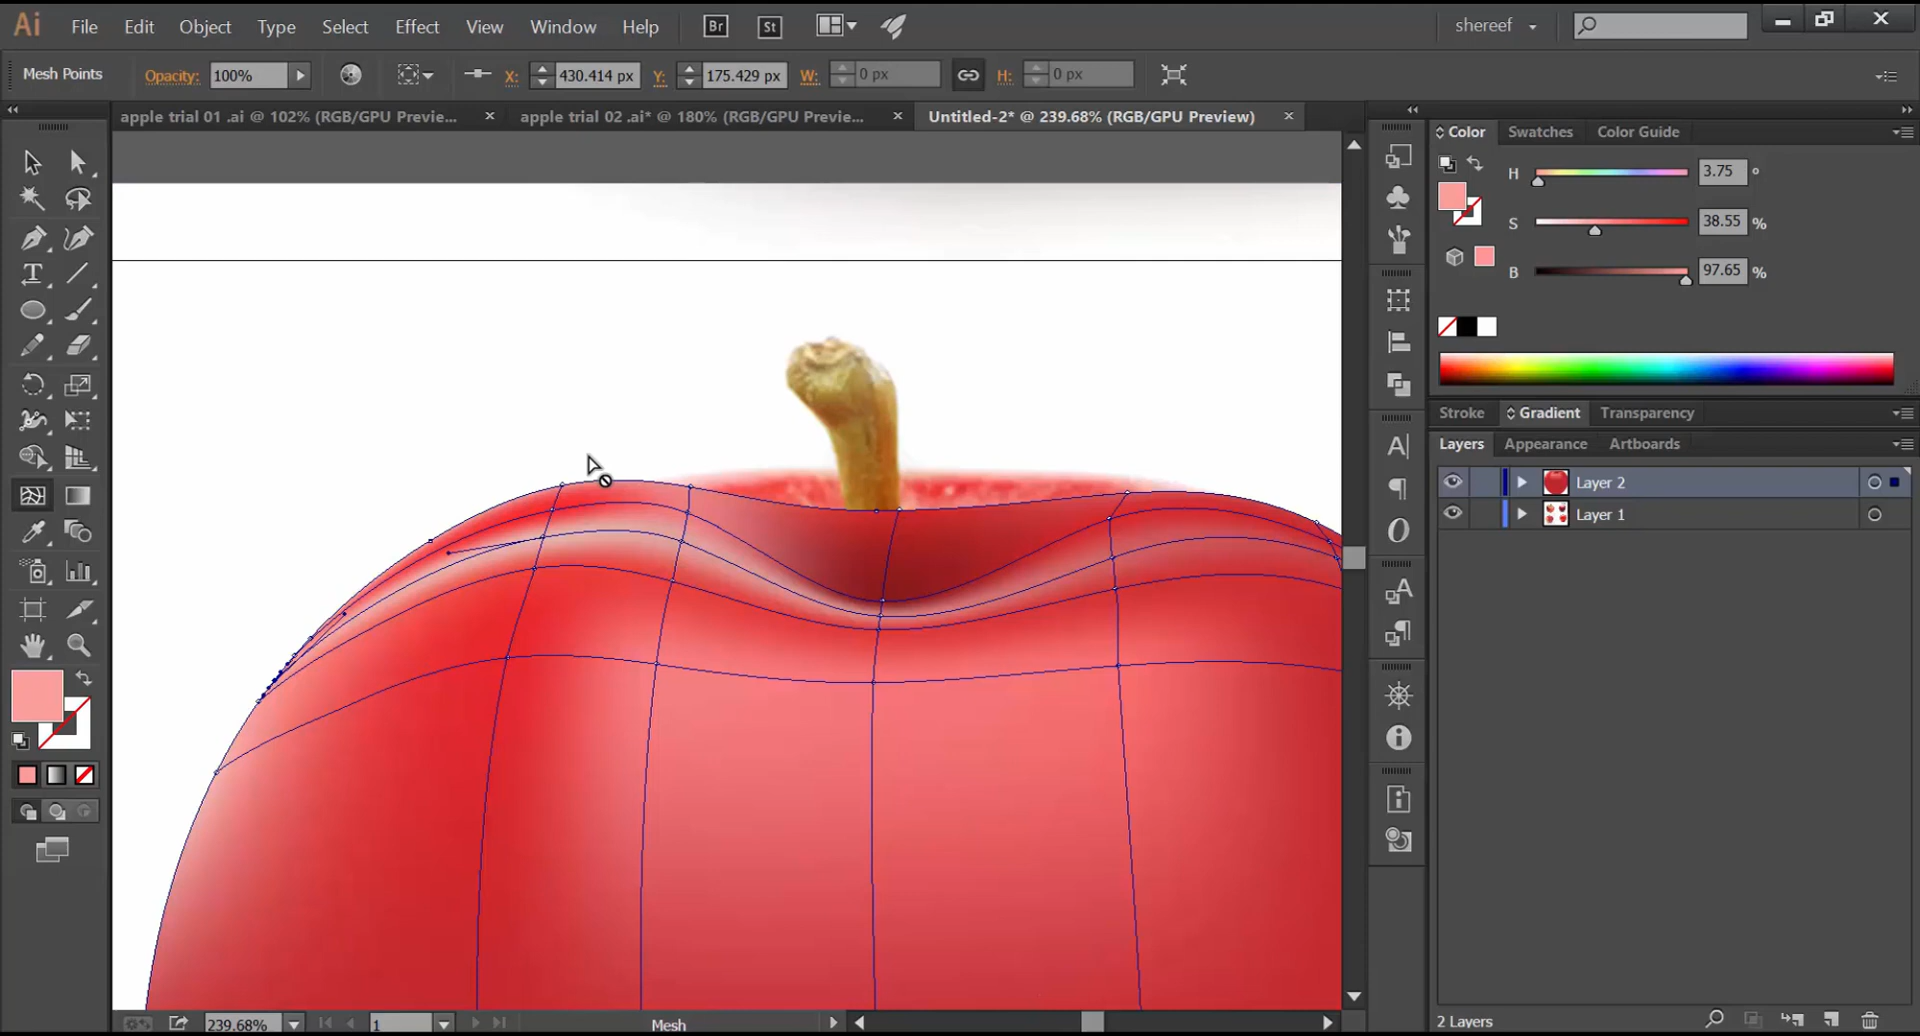 Ai File Edit Object Type Select Effect View Window Help Br St shereef
Mesh Points Opacity: 100% X: 430.414 px Y: 175.429 px W: 0 px H: 0 px
apple trial 01 .ai @ 102% (RGB/GPU Previe... apple trial 02 .ai* @ 180% (RGB/GPU Previe... Untitled-2* @ 239.68% (RGB/GPU Preview)
Color Swatches Color Guide
H 3.75 °
S 38.55 %
B 97.65 %
Stroke Gradient Transparency
Layers Appearance Artboards
Layer 2
Layer 1
239.68% 1 Mesh 2 Layers